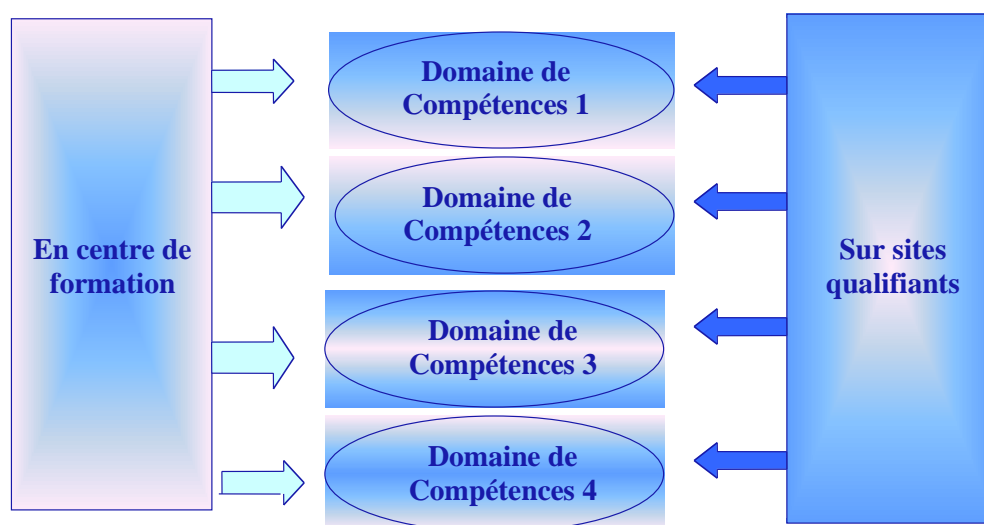 En centre de
formation
Domaine de
Compétences 1
Domaine de
Compétences 2
Domaine de
Compétences 3
Domaine de
Compétences 4
Sur sites
qualifiants